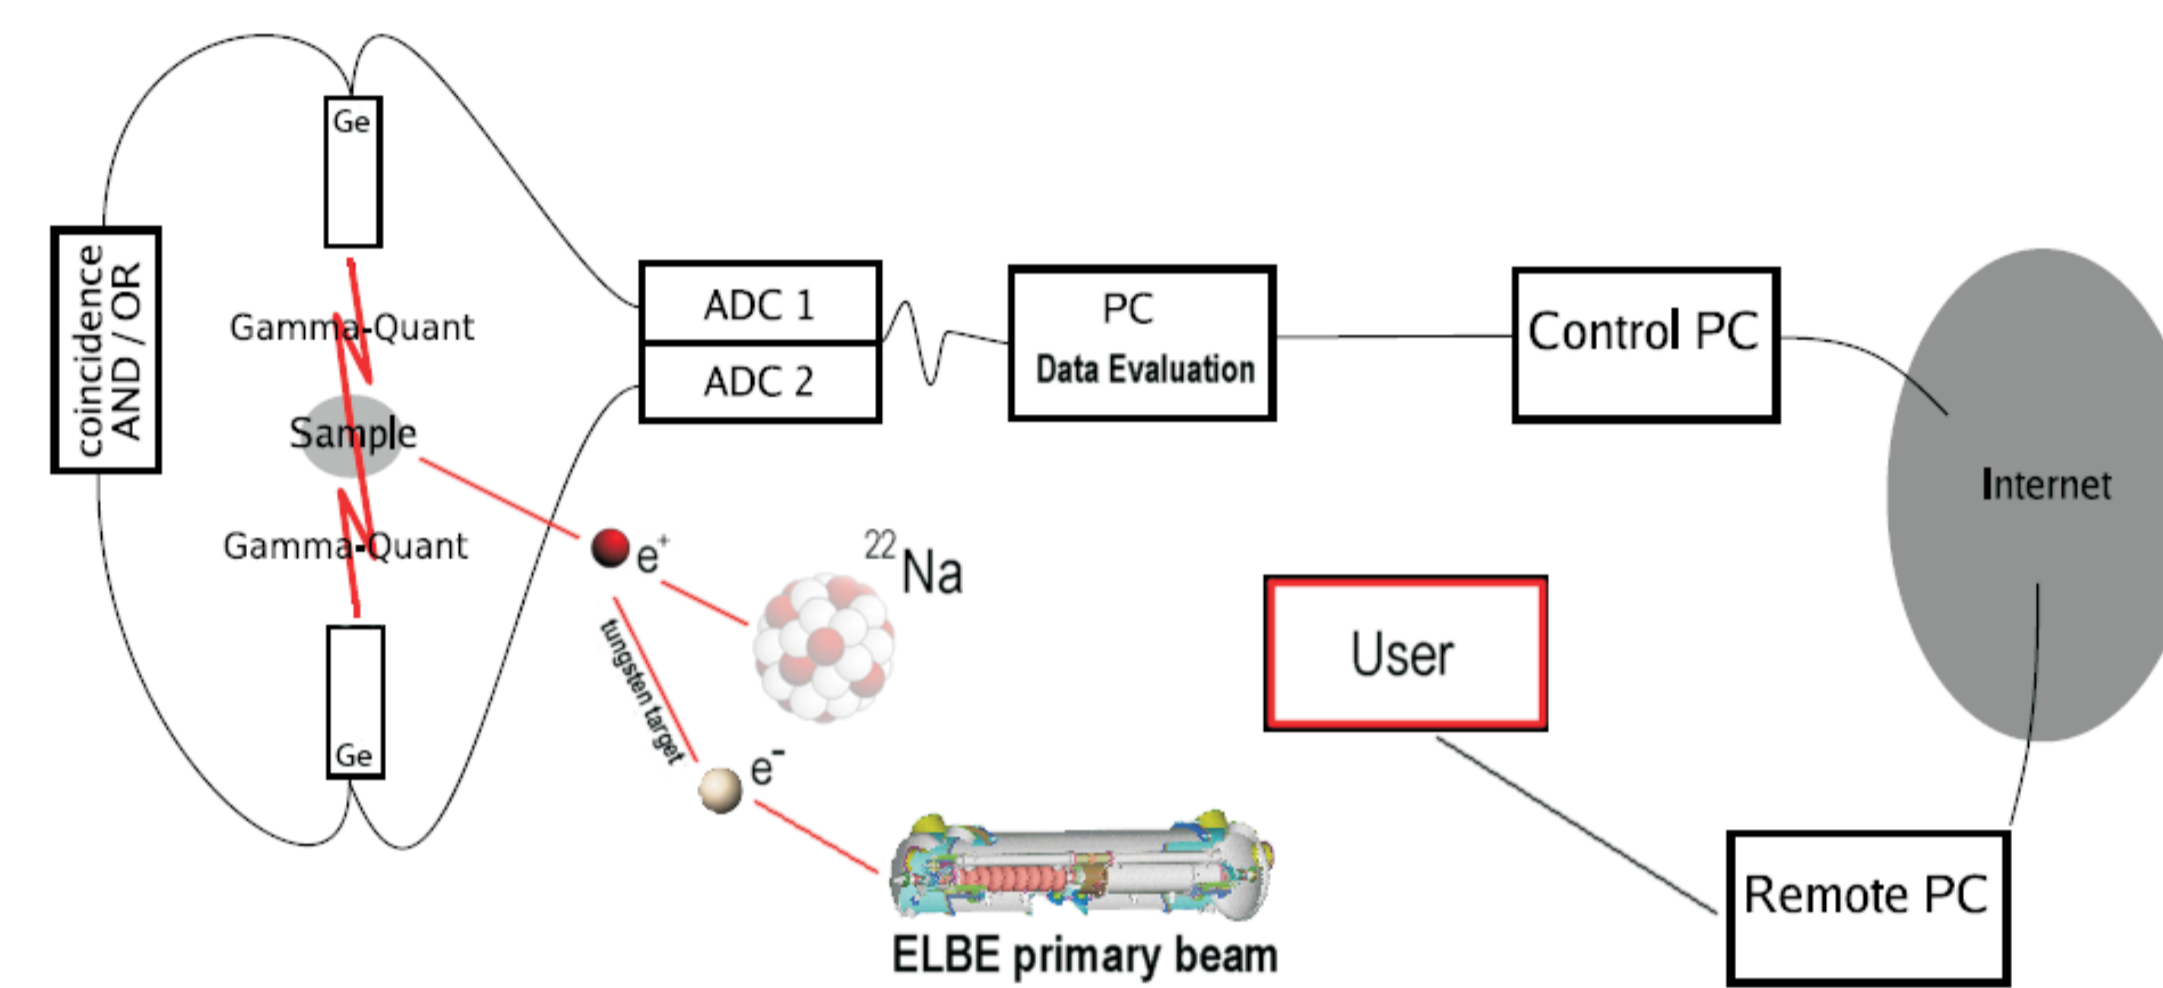 Ge
coincidence
AND / OR
Gamma-Quant
Sample
Gamma-Quant
Ge
ADC 1
ADC 2
PC
Data Evaluation
Control PC
Internet
e+
22Na
tungsten target
e-
User
ELBE primary beam
Remote PC